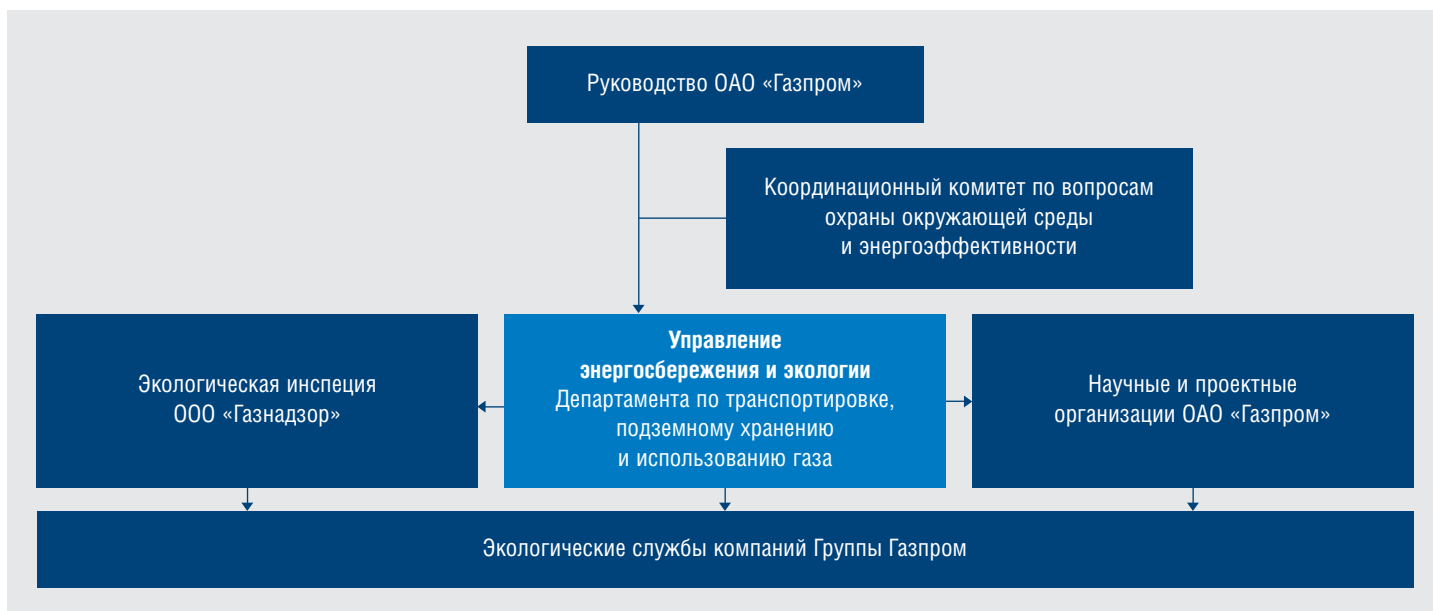 Руководство ОАО «Газпром»
Координационный комитет по вопросам
охраны окружающей среды
и энергоэффективности
Экологическая инспеция
ООО «Газнадзор»
Управление
энергосбережения и экологии
Департамента по транспортировке,
подземному хранению
и использованию газа
Научные и проектные
организации ОАО «Газпром»
Экологические службы компаний Группы Газпром